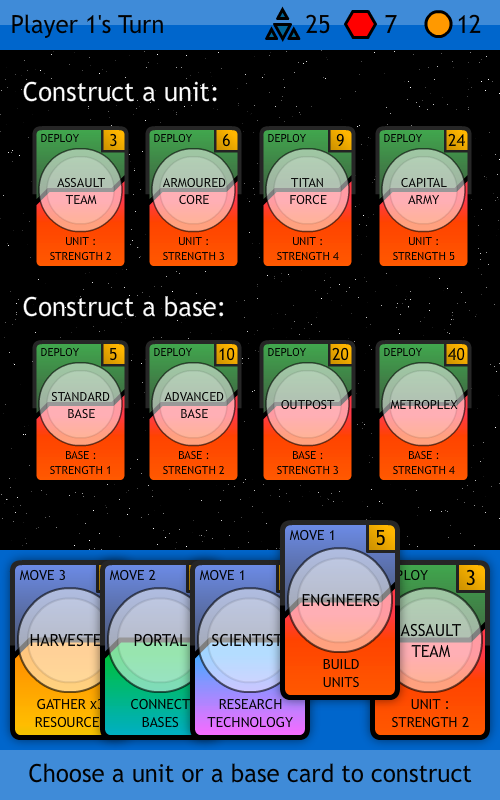 Player 1's Turn 25 7 12
Construct a unit:
DEPLOY 3
ASSAULT
TEAM
UNIT :
STRENGTH 2
DEPLOY 6
ARMOURED
CORE
UNIT :
STRENGTH 3
DEPLOY 9
TITAN
FORCE
UNIT :
STRENGTH 4
DEPLOY 24
CAPITAL
ARMY
UNIT :
STRENGTH 5
Construct a base:
DEPLOY 5
STANDARD
BASE
BASE :
STRENGTH 1
DEPLOY 10
ADVANCED
BASE
BASE :
STRENGTH 2
DEPLOY 20
OUTPOST
BASE :
STRENGTH 3
DEPLOY 40
METROPLEX
BASE :
STRENGTH 4
MOVE 3
HARVESTE
GATHER x3
RESOURCE
MOVE 2
PORTAL
CONNECT
BASES
MOVE 1
SCIENTIST
RESEARCH
TECHNOLOGY
MOVE 1 5
ENGINEERS
BUILD
UNITS
PLOY 3
ASSAULT
TEAM
UNIT :
STRENGTH 2
Choose a unit or a base card to construct